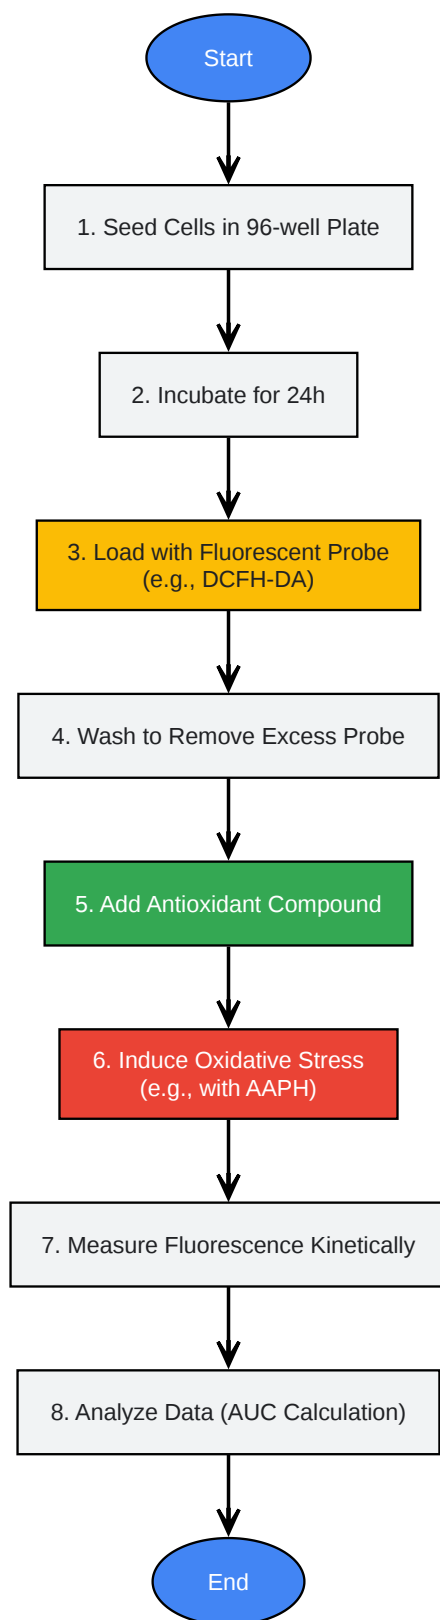 Start
1. Seed Cells in 96-well Plate
2. Incubate for 24h
3. Load with Fluorescent Probe
(e.g., DCFH-DA)
4. Wash to Remove Excess Probe
5. Add Antioxidant Compound
6. Induce Oxidative Stress
(e.g., with AAPH)
7. Measure Fluorescence Kinetically
8. Analyze Data (AUC Calculation)
End